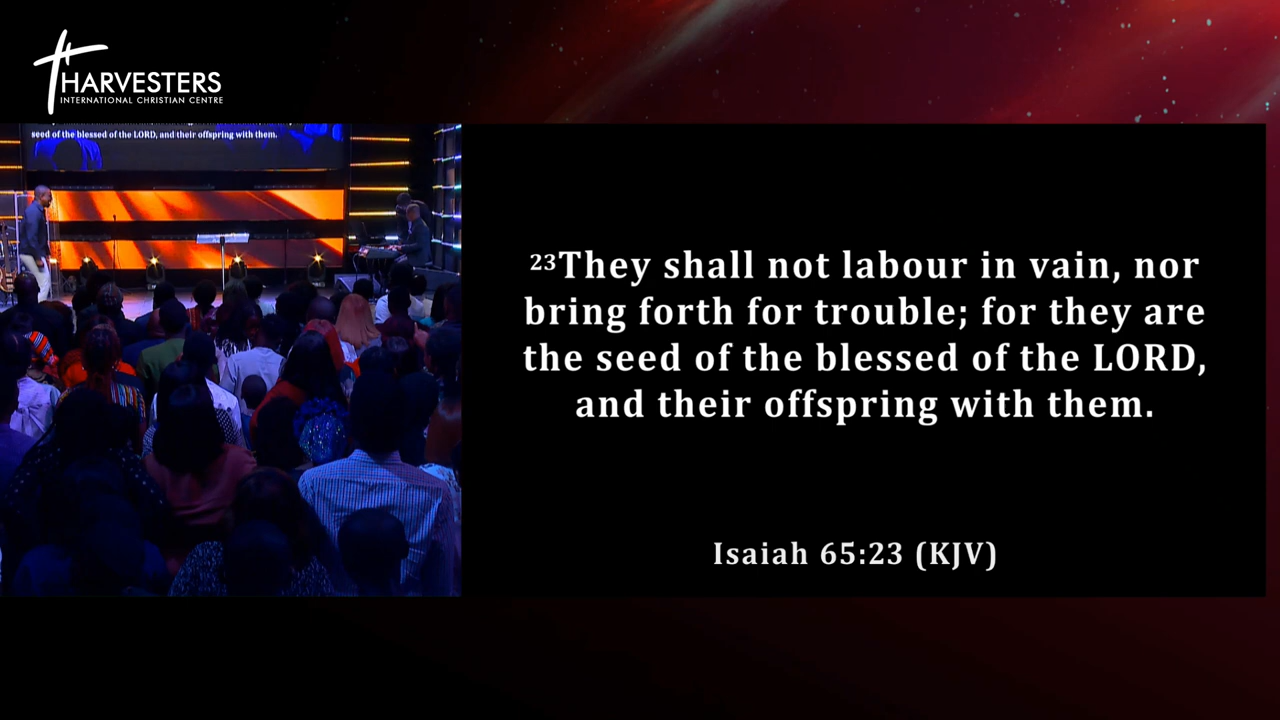 HARVESTERS
INTERNATIONAL CHRISTIAN CENTRE
seed of the blessed of the LORD, and their offspring with them.
23They shall not labour in vain, nor
bring forth for trouble; for they are
the seed of the blessed of the LORD,
and their offspring with them.
Isaiah 65:23 (KJV)